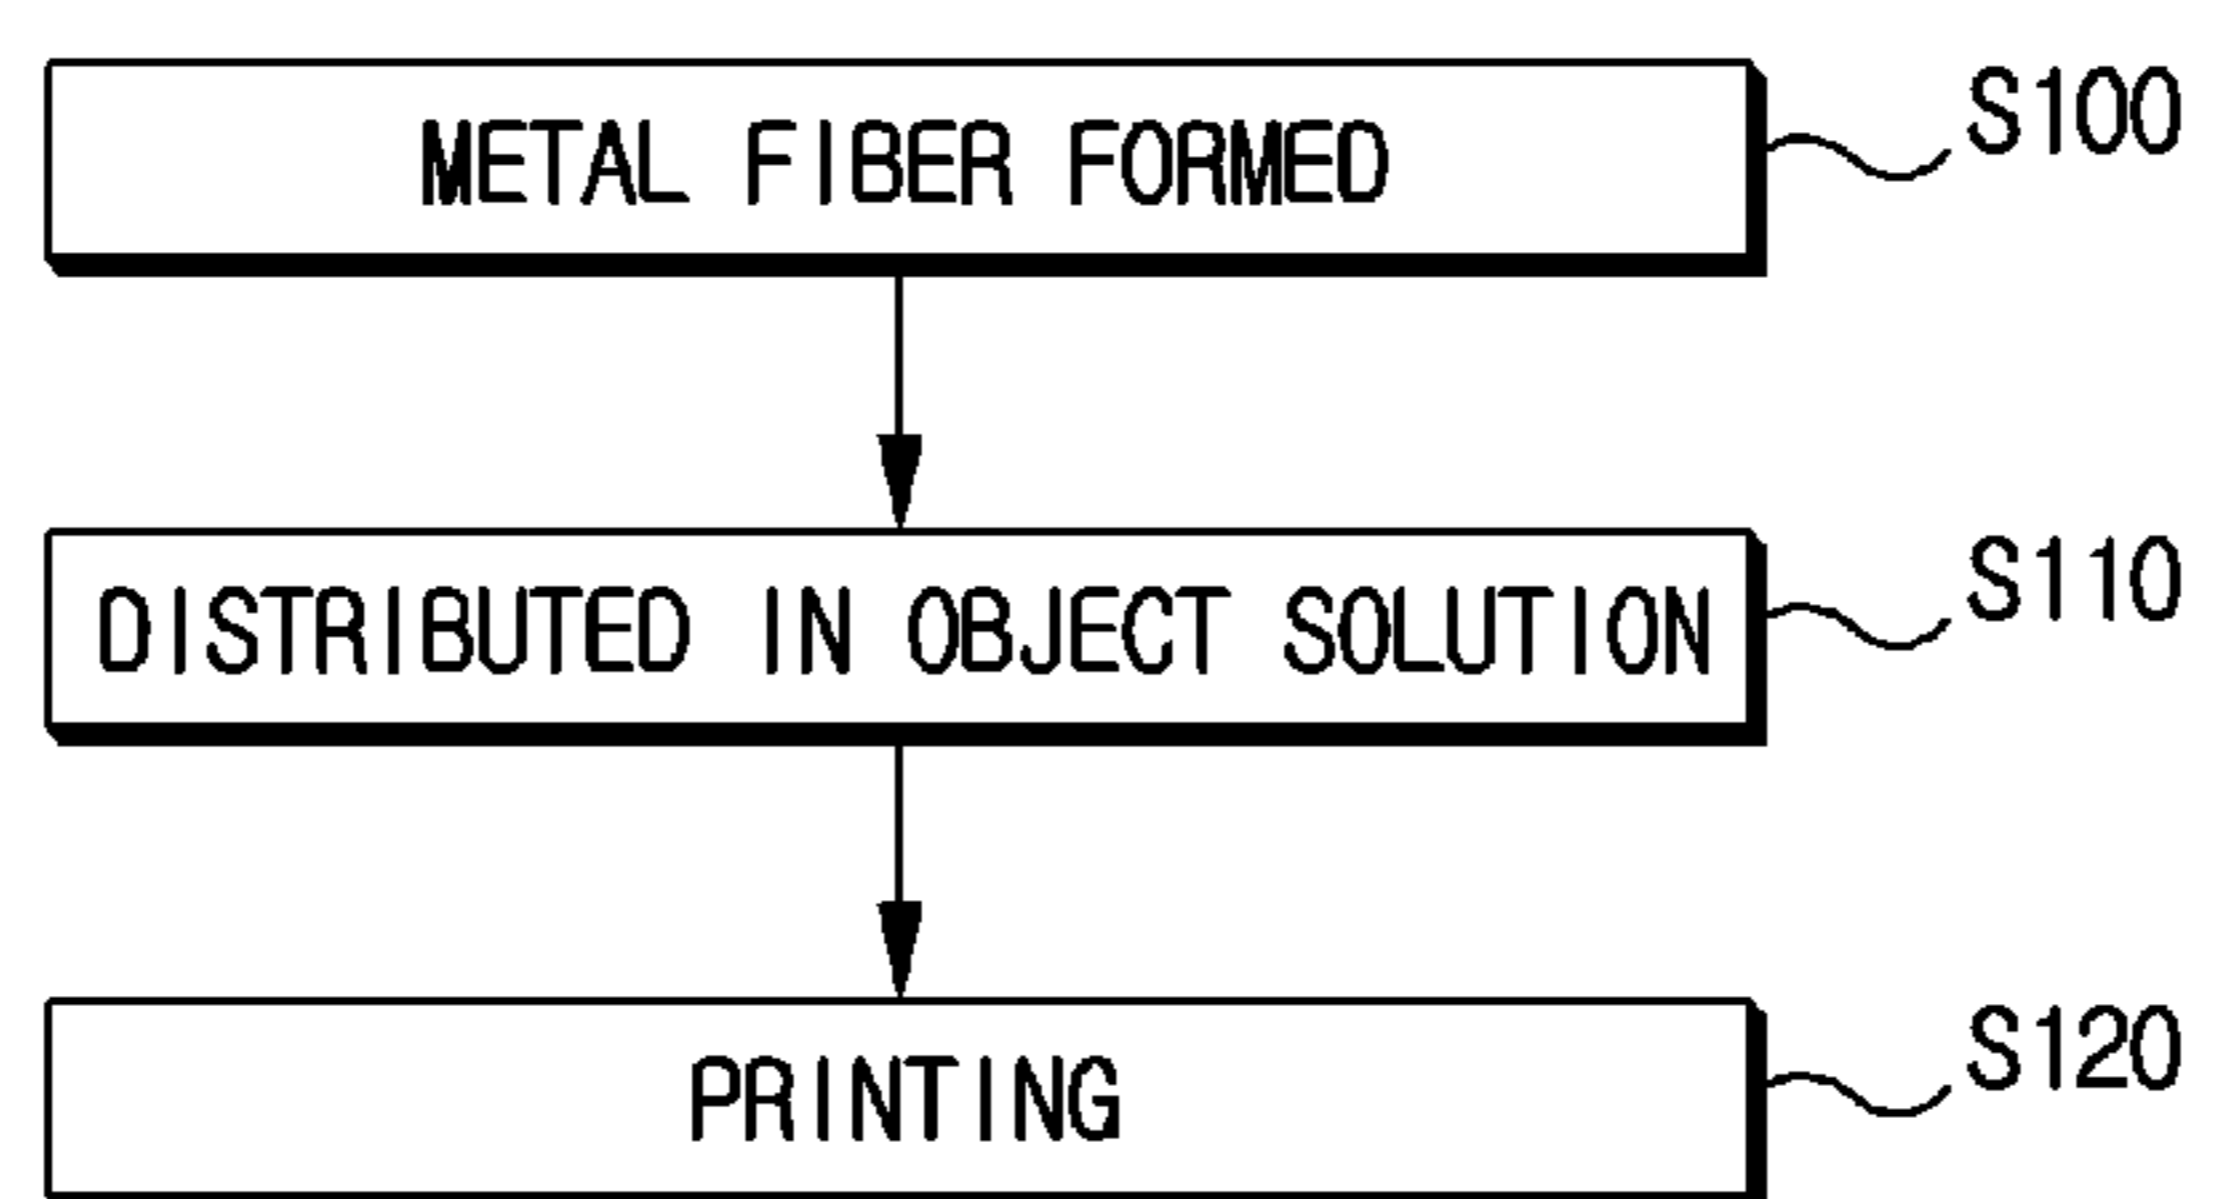 METAL FIBER FORMED
S100
DISTRIBUTED IN OBJECT SOLUTION
S110
PRINTING
S120